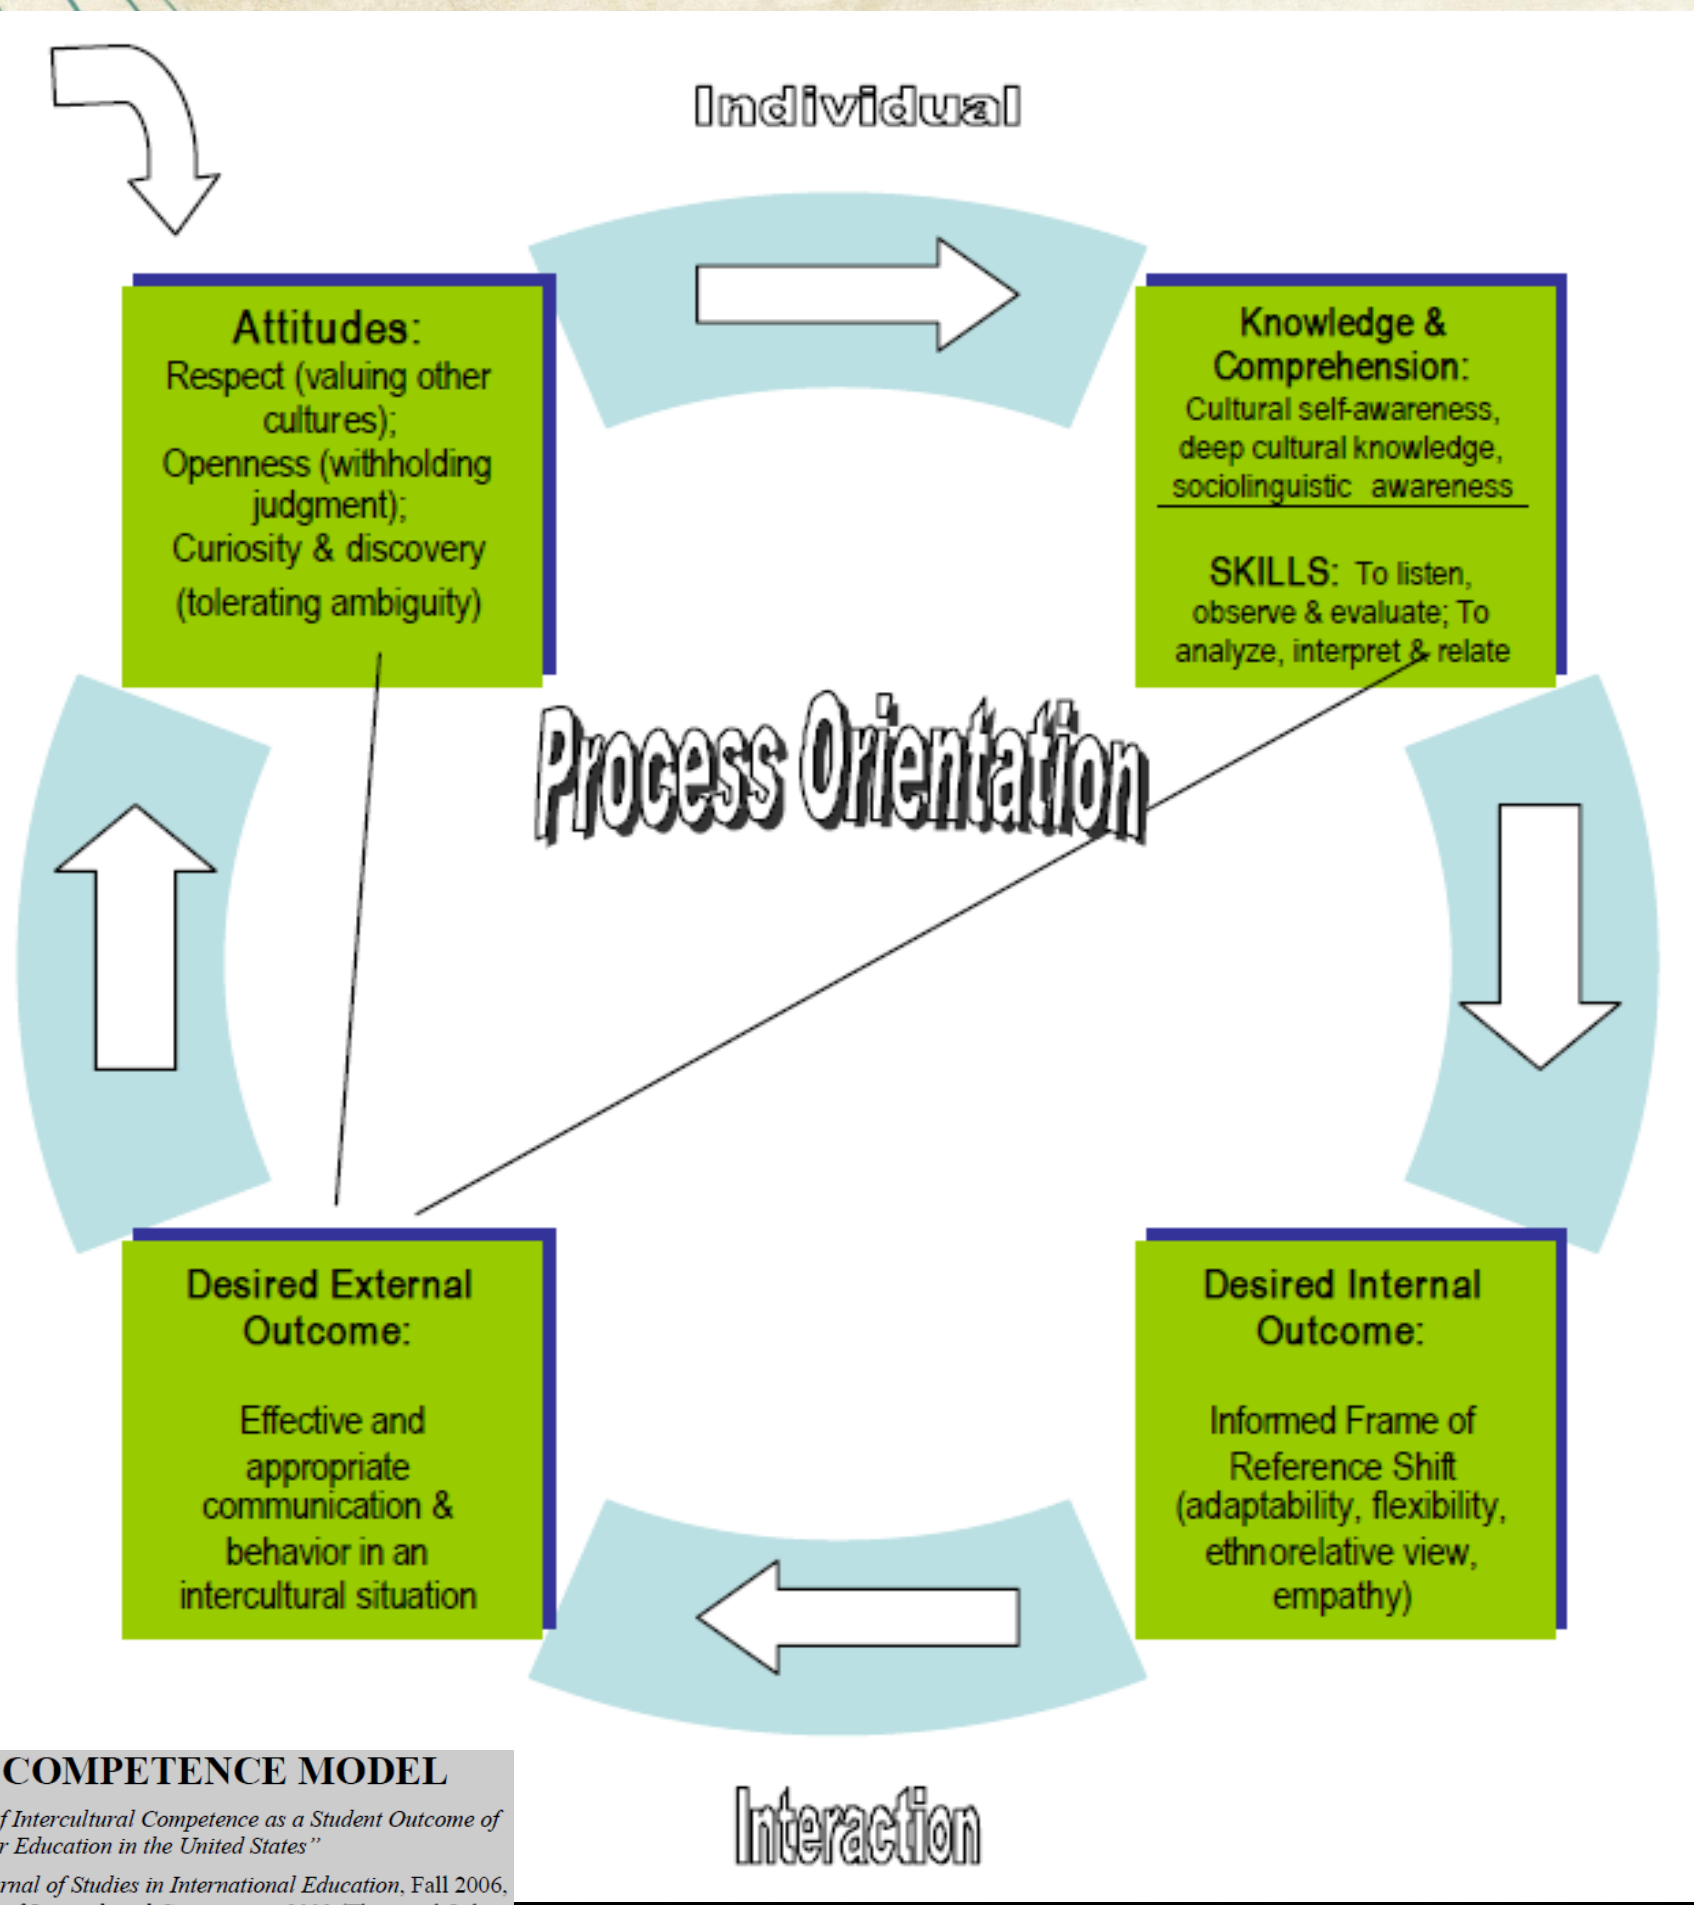 Individual
Attitudes:
Respect (valuing other
cultures);
Openness (withholding
judgment);
Curiosity & discovery
(tolerating ambiguity)
Knowledge &
Comprehension:
Cultural self-awareness,
deep cultural knowledge,
sociolinguistic awareness
SKILLS: To listen,
observe & evaluate; To
analyze, interpret & relate
Process Orientation
Desired External
Outcome:
Effective and
appropriate
communication &
behavior in an
intercultural situation
Desired Internal
Outcome:
Informed Frame of
Reference Shift
(adaptability, flexibility,
ethnorelative view,
empathy)
Interaction
COMPETENCE MODEL
f Intercultural Competence as a Student Outcome of
r Education in the United States”
rnal of Studies in International Education, Fall 2006,